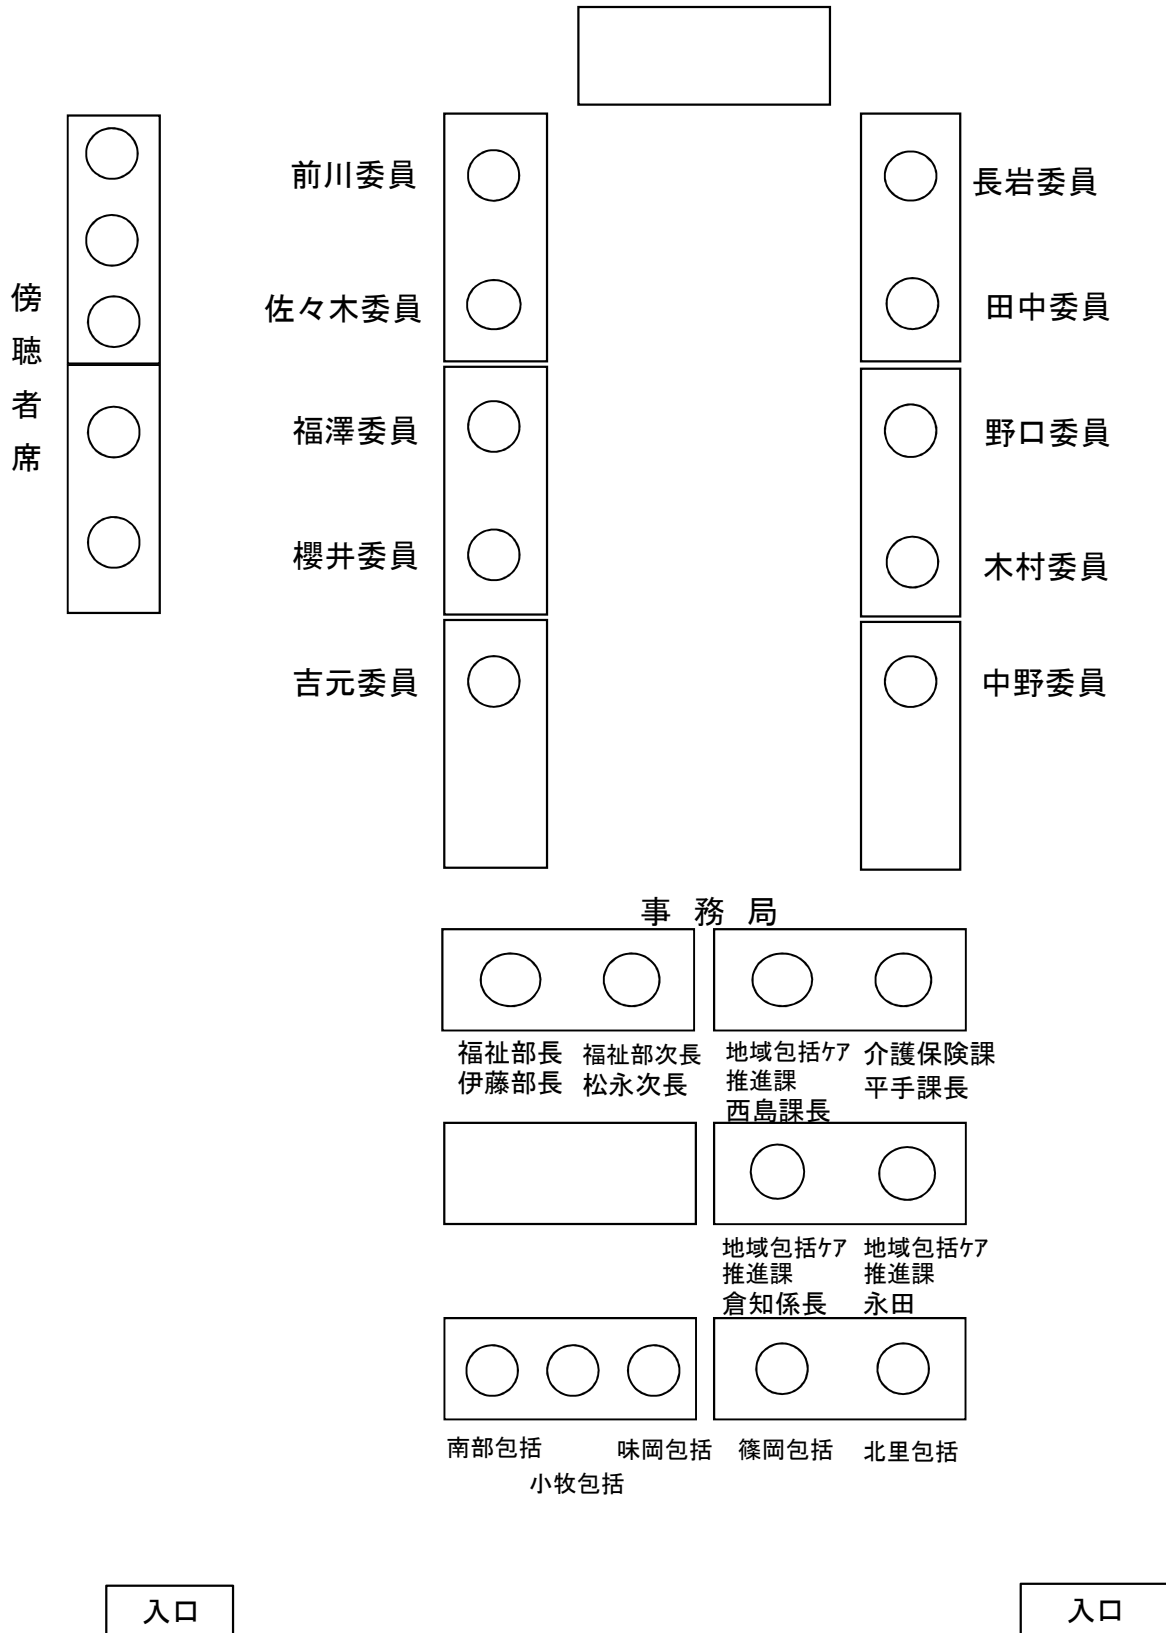 傍聴者席
前川委員
長岩委員
佐々木委員
田中委員
福澤委員
野口委員
櫻井委員
木村委員
吉元委員
中野委員
事務局
福祉部長
伊藤部長
福祉部次長
松永次長
地域包括ケア
推進課
西島課長
介護保険課
平手課長
地域包括ケア
推進課
倉知係長
地域包括ケア
推進課
永田
南部包括
小牧包括
味岡包括
篠岡包括
北里包括
入口
入口